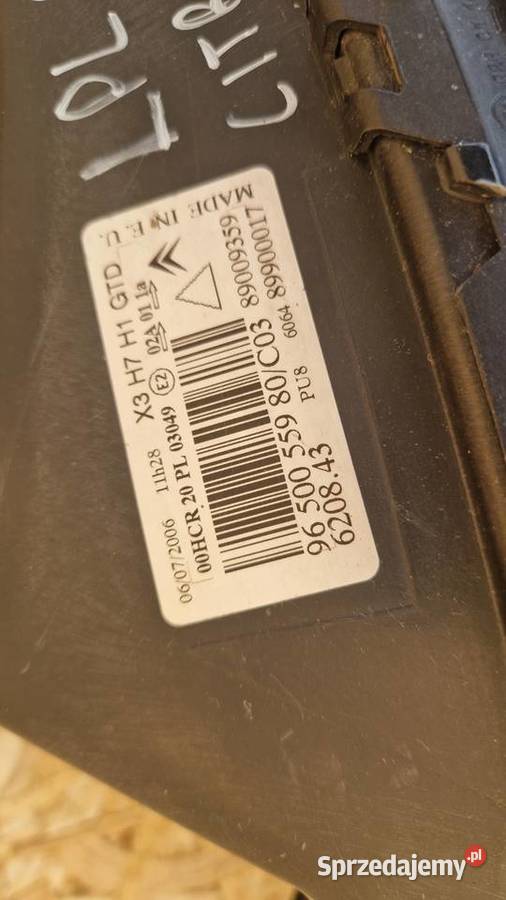 LPL
CITR
MADE IN E.U.
X3 H7 H1 GTD
06/07/2006 11h28
00HCR 20 PL 03049 E2 02A 01 1a
89009359
6064 89900017
96 500 559 80/C03
PU8
6208.43
Sprzedajemy.pl